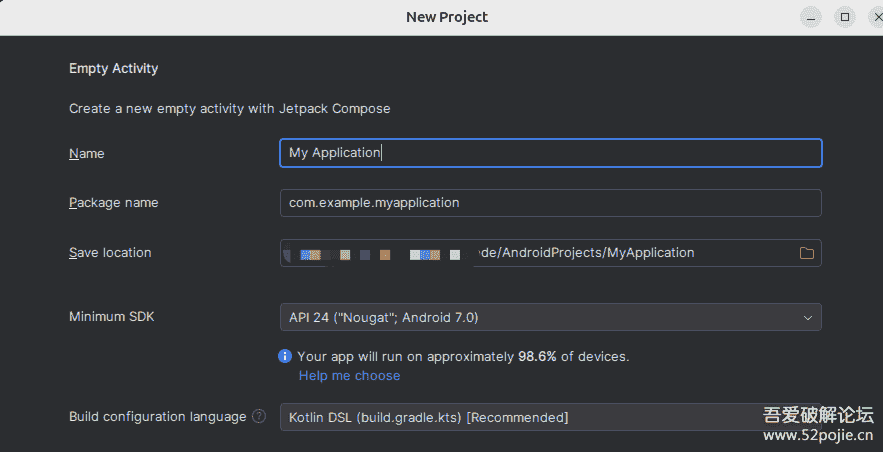 New Project
Empty Activity
Create a new empty activity with Jetpack Compose
Name
My Application
Package name
com.example.myapplication
Save location
de/AndroidProjects/MyApplication
Minimum SDK
API 24 ("Nougat"; Android 7.0)
Your app will run on approximately 98.6% of devices.
Help me choose
Build configuration language ?
Kotlin DSL (build.gradle.kts) [Recommended]
吾爱破解论坛
www.52pojie.cn